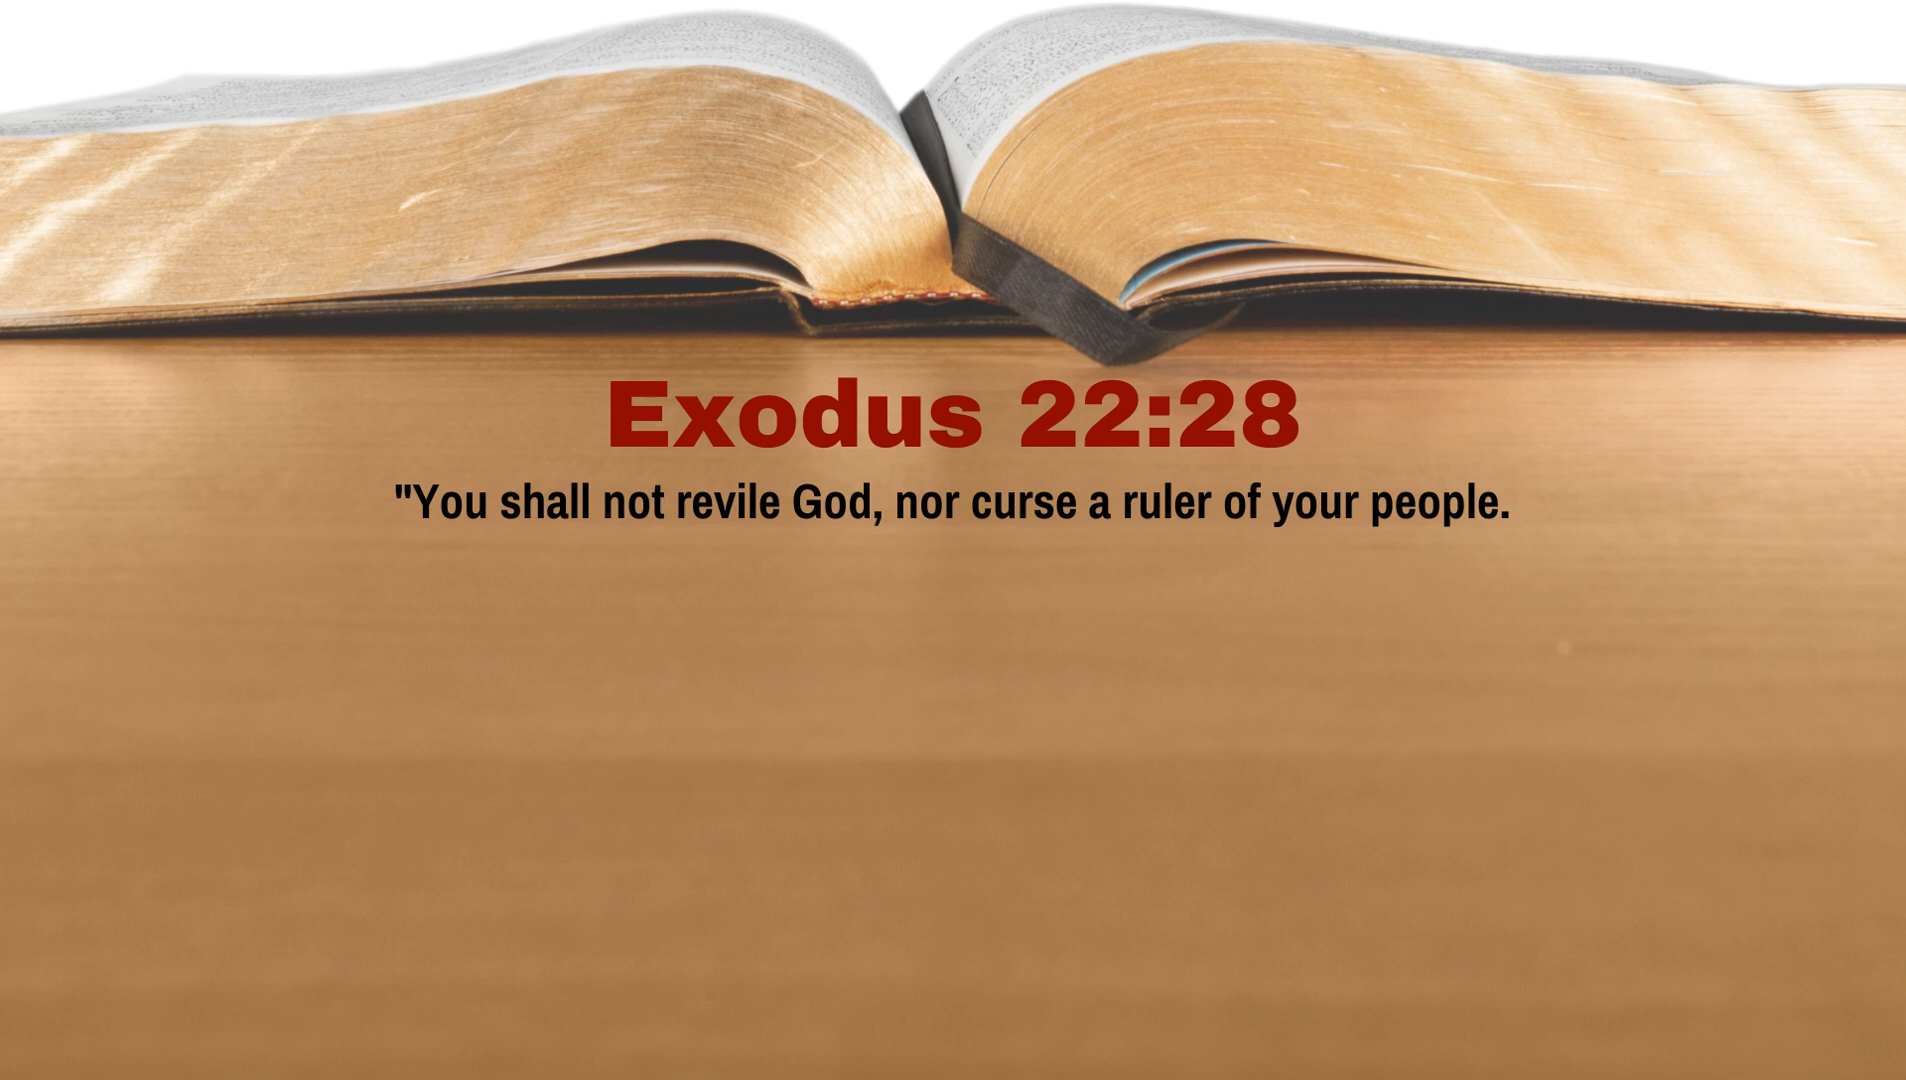 Exodus 22:28
"You shall not revile God, nor curse a ruler of your people.